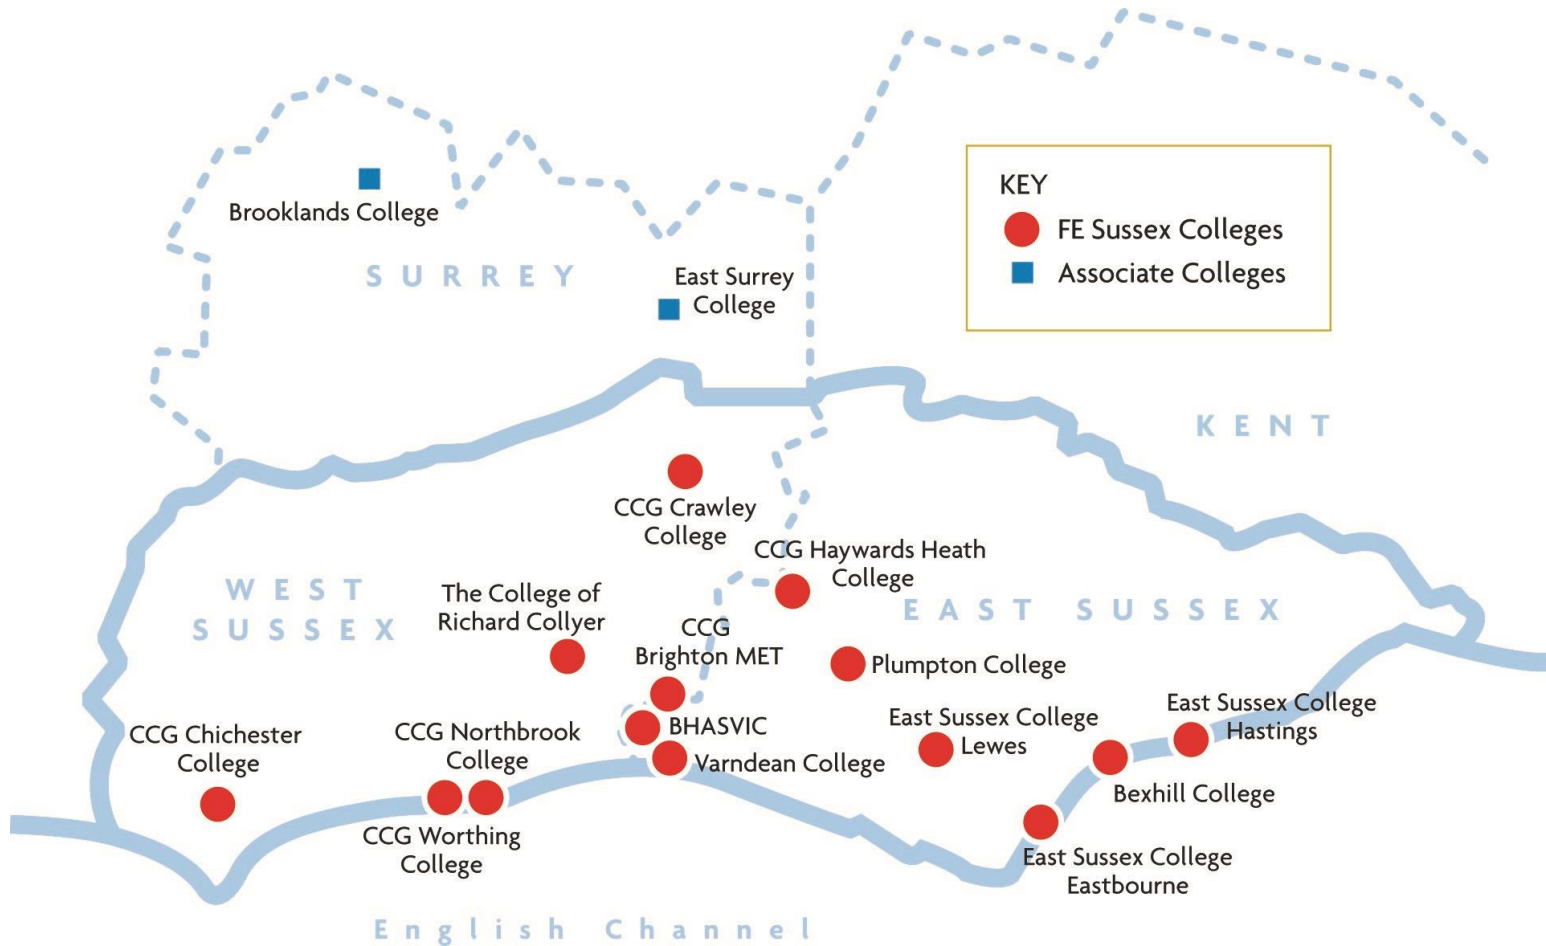 KEY
FE Sussex Colleges
Associate Colleges
Brooklands College
SURREY
East Surrey
College
KENT
CCG Crawley
College
CCG Haywards Heath
College
WEST
SUSSEX
The College of
Richard Collyer
EAST SUSSEX
CCG
Brighton MET
Plumpton College
CCG Chichester
College
CCG Northbrook
College
BHASVIC
Varndean College
East Sussex College
Lewes
East Sussex College
Hastings
Bexhill College
CCG Worthing
College
East Sussex College
Eastbourne
English Channel